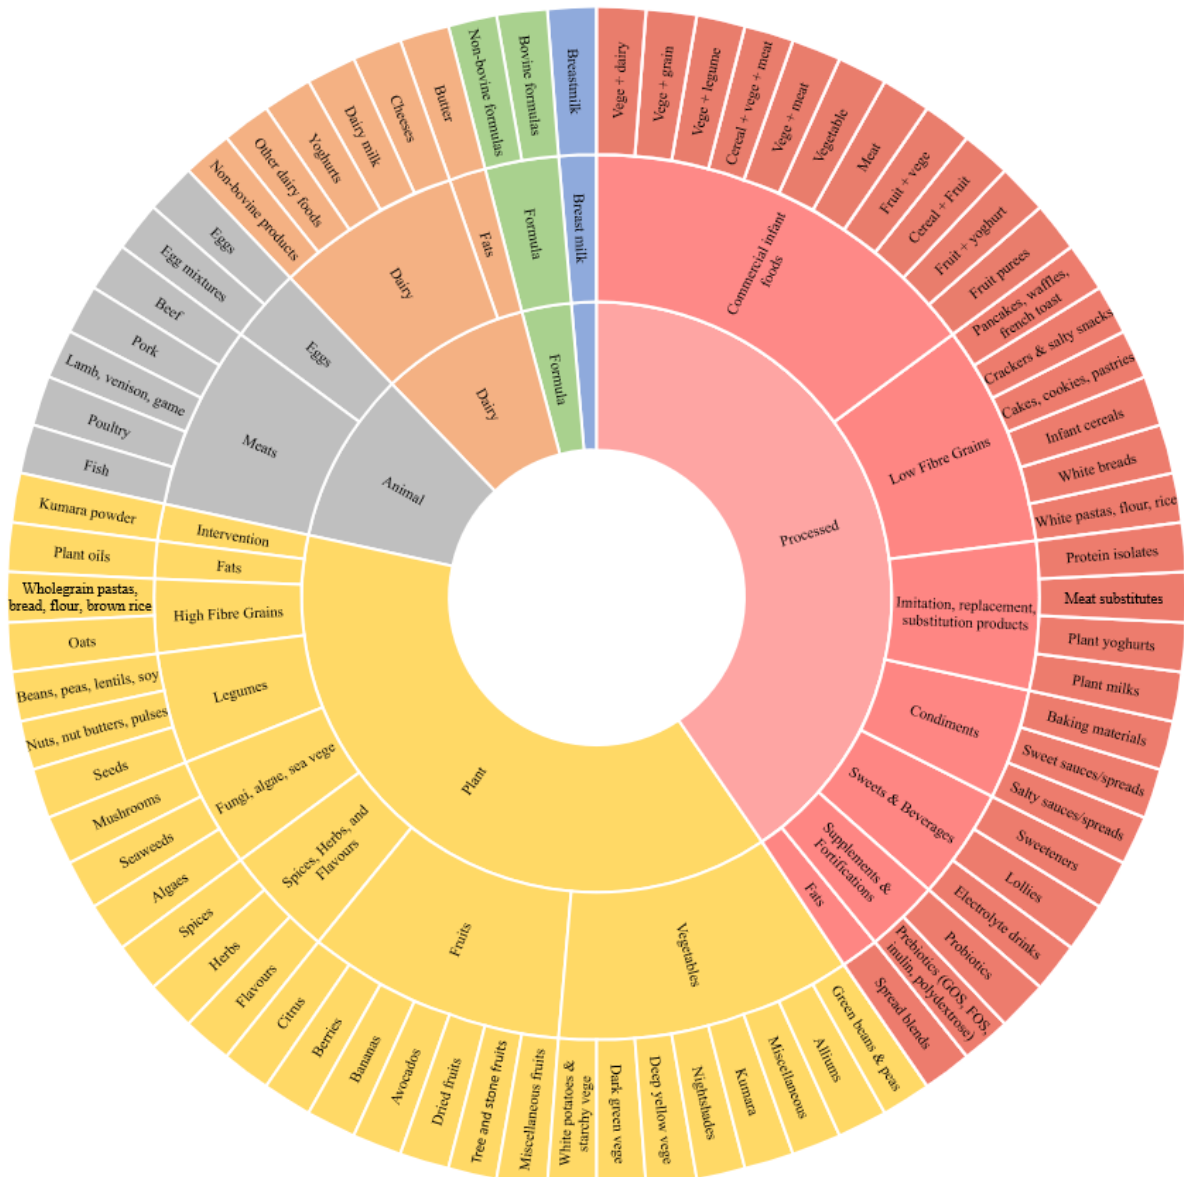 Vege + dairy
Vege + grain
Vege + legume
Cereal + vege + meat
Vege + meat
Vegetable
Meat
Fruit + vege
Cereal + Fruit
Fruit + yoghurt
Fruit purees
Pancakes, waffles,
french toast
Crackers & salty snacks
Cakes, cookies, pastries
Infant cereals
White breads
White pastas, flour, rice
Protein isolates
Meat substitutes
Plant yoghurts
Plant milks
Baking materials
Sweet sauces/spreads
Salty sauces/spreads
Sweeteners
Lollies
Electrolyte drinks
Probiotics
Prebiotics (GOS, FOS,
inulin, polydextrose)
Spread blends
Green beans & peas
Alliums
Miscellaneous
Kumara
Nightshades
Deep yellow vege
Dark green vege
White potatoes &
starchy vege
Miscellaneous fruits
Tree and stone fruits
Dried fruits
Avocados
Bananas
Berries
Citrus
Flavours
Herbs
Spices
Algaes
Seaweeds
Mushrooms
Seeds
Nuts, nut butters, pulses
Beans, peas, lentils, soy
Oats
Wholegrain pastas,
bread, flour, brown rice
Plant oils
Kumara powder
Fish
Poultry
Lamb, venison, game
Pork
Beef
Egg mixtures
Eggs
Non-bovine products
Other dairy foods
Yoghurts
Dairy milk
Cheeses
Butter
Non-bovine formulas
Bovine formulas
Breastmilk
Commercial infant
foods
Low Fibre Grains
Imitation, replacement,
substitution products
Condiments
Sweets & Beverages
Supplements &
Fortifications
Fats
Vegetables
Fruits
Spices, Herbs, and
Flavours
Fungi, algae, sea vege
Legumes
High Fibre Grains
Fats
Intervention
Meats
Eggs
Dairy
Fats
Formula
Breast milk
Processed
Plant
Animal
Dairy
Formula